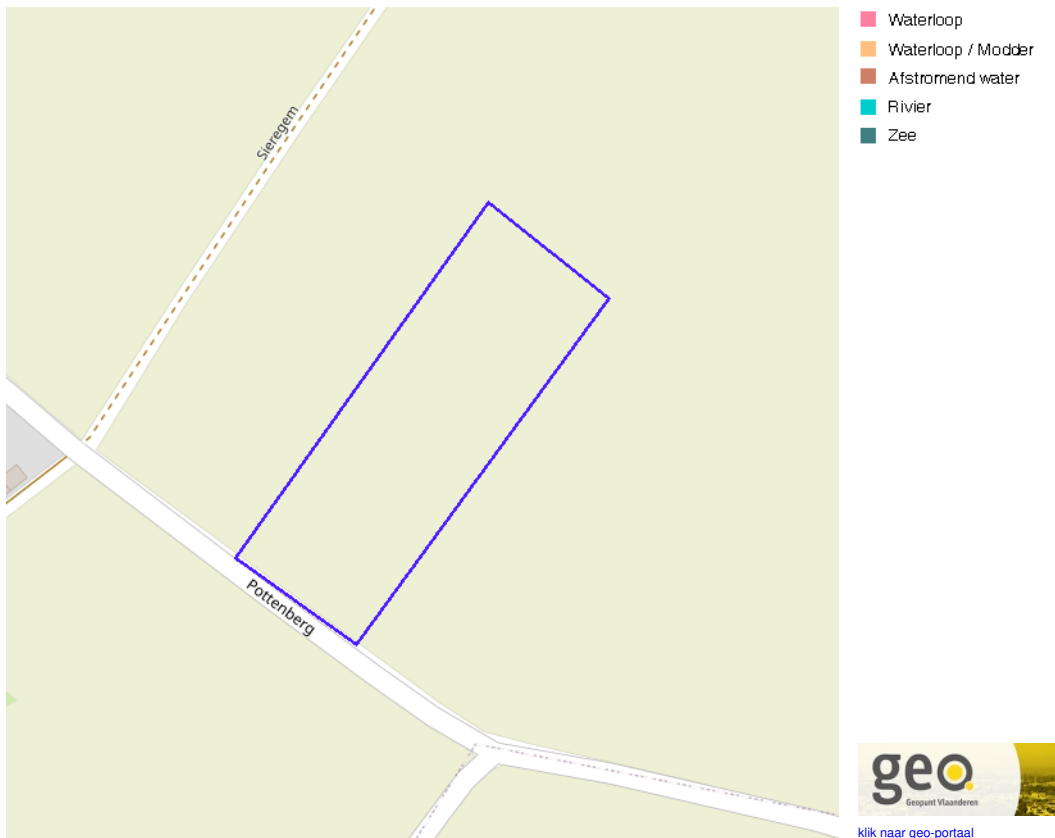 Waterloop
Waterloop / Modder
Afstromend water
Rivier
Zee
Sieregem
Pottenberg
geo.
Geopunt Vlaanderen
klik naar geo-portaal